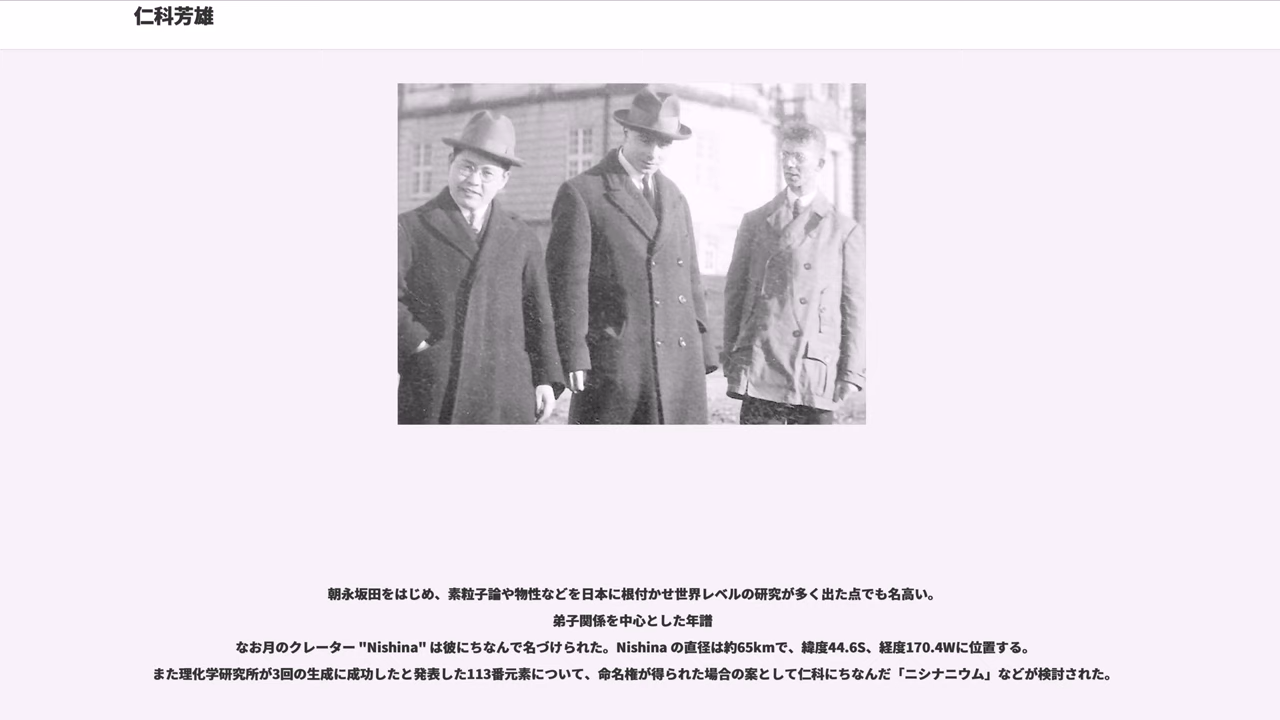 仁科芳雄
朝永坂田をはじめ、素粒子論や物性などを日本に根付かせ世界レベルの研究が多く出た点でも名高い。
弟子関係を中心とした年譜
なお月のクレーター "Nishina" は彼にちなんで名づけられた。Nishina の直径は約65kmで、緯度44.6S、経度170.4Wに位置する。
また理化学研究所が3回の生成に成功したと発表した113番元素について、命名権が得られた場合の案として仁科にちなんだ「ニシナニウム」などが検討された。